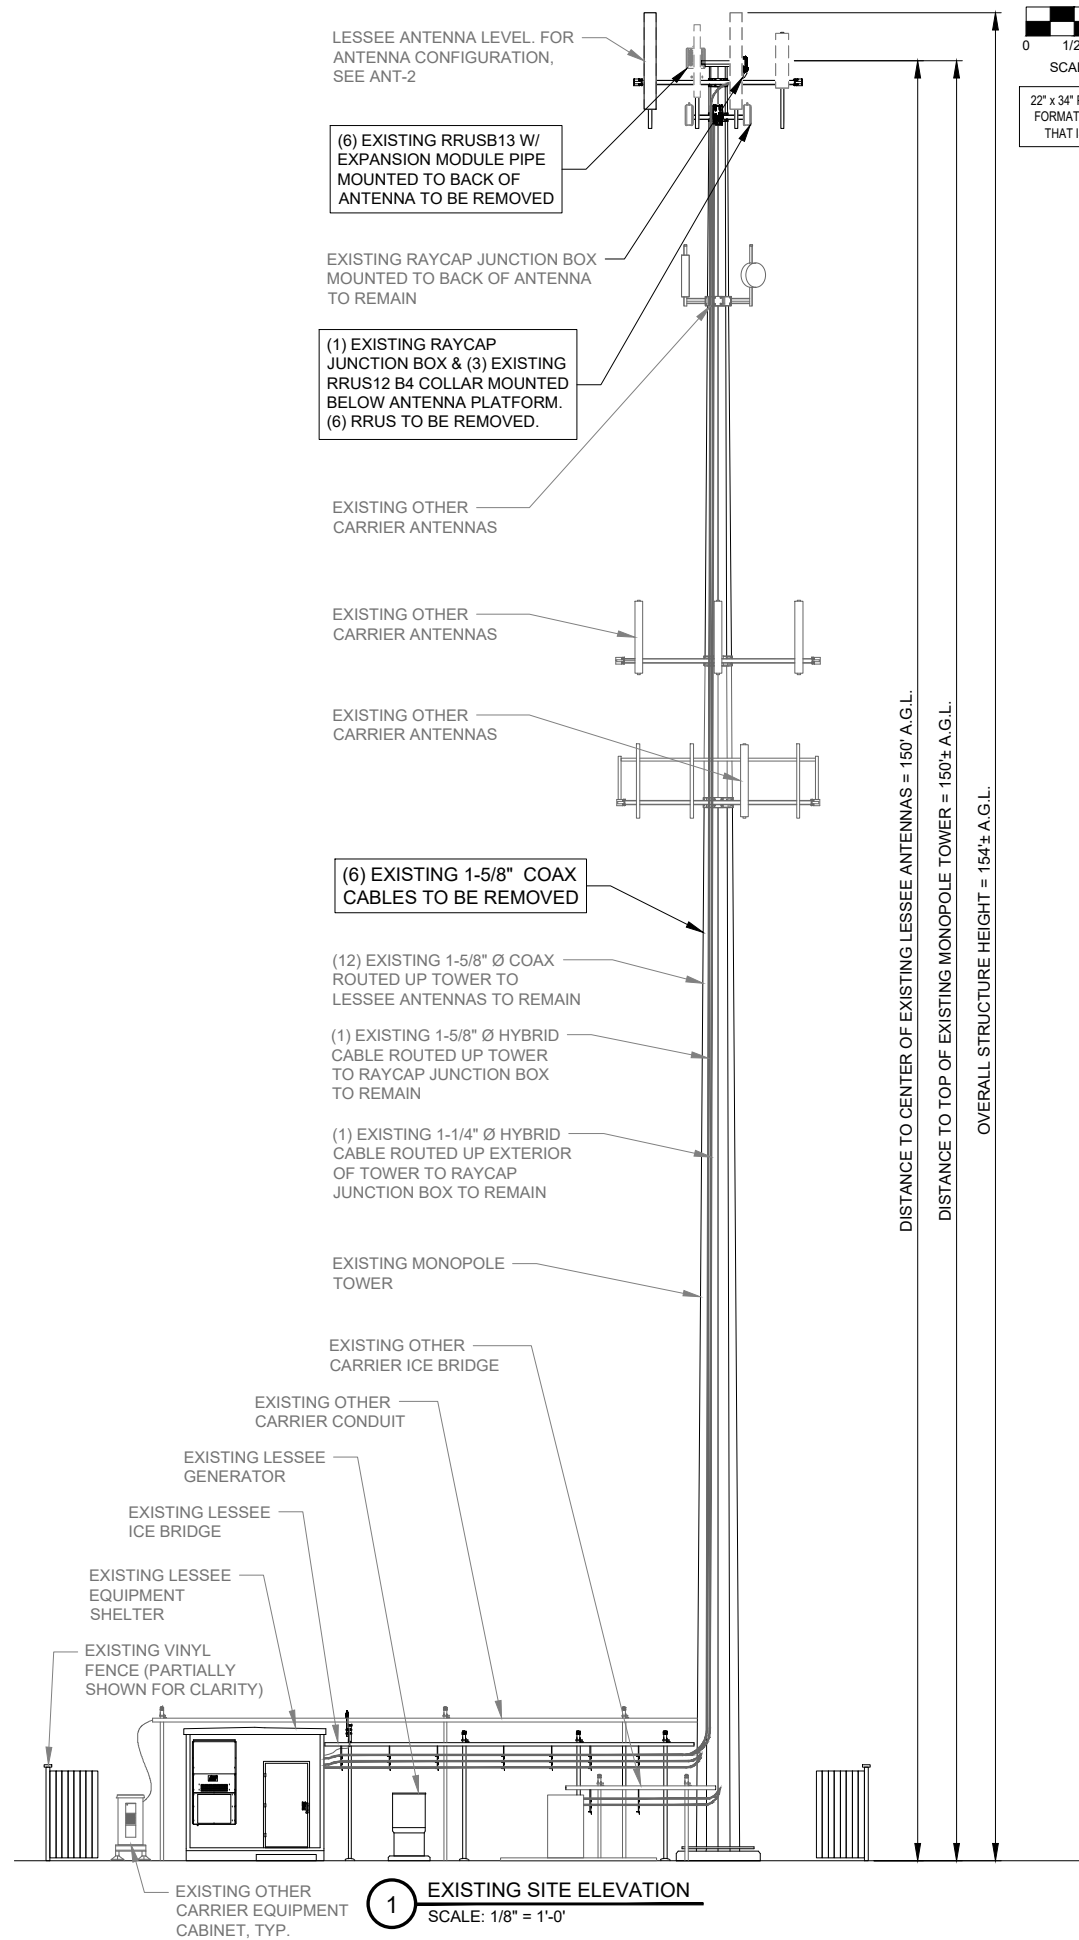 LESSEE ANTENNA LEVEL. FOR
ANTENNA CONFIGURATION,
SEE ANT-2
0 1/2
22" x 34"
FORMAT
THAT
(6) EXISTING RRUSB13 W/
EXPANSION MODULE PIPE
MOUNTED TO BACK OF
ANTENNA TO BE REMOVED
EXISTING RAYCAP JUNCTION BOX
MOUNTED TO BACK OF ANTENNA
TO REMAIN
(1) EXISTING RAYCAP
JUNCTION BOX & (3) EXISTING
RRUS12 B4 COLLAR MOUNTED
BELOW ANTENNA PLATFORM.
(6) RRUS TO BE REMOVED.
EXISTING OTHER
CARRIER ANTENNAS
EXISTING OTHER
CARRIER ANTENNAS
EXISTING OTHER
CARRIER ANTENNAS
(6) EXISTING 1-5/8" COAX
CABLES TO BE REMOVED
(12) EXISTING 1-5/8" Ø COAX
ROUTED UP TOWER TO
LESSEE ANTENNAS TO REMAIN
(1) EXISTING 1-5/8" Ø HYBRID
CABLE ROUTED UP TOWER
TO RAYCAP JUNCTION BOX
TO REMAIN
(1) EXISTING 1-1/4" Ø HYBRID
CABLE ROUTED UP EXTERIOR
OF TOWER TO RAYCAP
JUNCTION BOX TO REMAIN
EXISTING MONOPOLE
TOWER
EXISTING OTHER
CARRIER ICE BRIDGE
EXISTING OTHER
CARRIER CONDUIT
EXISTING LESSEE
GENERATOR
EXISTING LESSEE
ICE BRIDGE
EXISTING LESSEE
EQUIPMENT
SHELTER
EXISTING VINYL
FENCE (PARTIALLY
SHOWN FOR CLARITY)
EXISTING OTHER
CARRIER EQUIPMENT
CABINET, TYP.
DISTANCE TO CENTER OF EXISTING LESSEE ANTENNAS = 150' A.G.L.
DISTANCE TO TOP OF EXISTING MONOPOLE TOWER = 150'± A.G.L.
OVERALL STRUCTURE HEIGHT = 154'± A.G.L.
1
EXISTING SITE ELEVATION
SCALE: 1/8" = 1'-0'